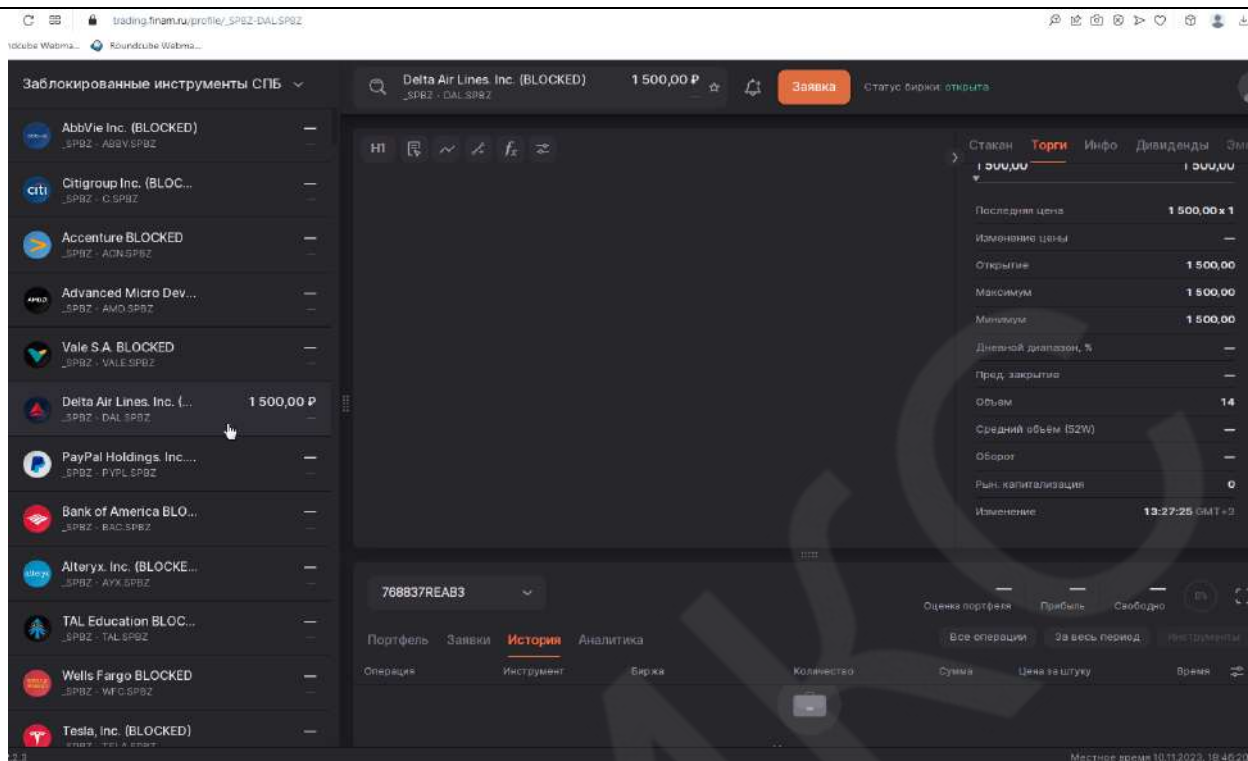 trading.finam.ru/profile/_SPBZ-DAL.SPBZ
Roundcube Webma...
Заблокированные инструменты СПБ
Delta Air Lines. Inc. (BLOCKED) 1 500,00 ₽
_SPBZ - DAL.SPBZ
Заявка
Статус биржи: открыта
AbbVie Inc. (BLOCKED) —
_SPBZ - ABBV.SPBZ
citi
Citigroup Inc. (BLOC... —
_SPBZ - C.SPBZ
Accenture BLOCKED —
_SPBZ - ACN.SPBZ
AMD
Advanced Micro Dev... —
_SPBZ - AMD.SPBZ
Vale S.A. BLOCKED —
_SPBZ - VALE.SPBZ
Delta Air Lines. Inc. (... 1 500,00 ₽
_SPBZ - DAL.SPBZ
PayPal Holdings. Inc.... —
_SPBZ - PYPL.SPBZ
Bank of America BLO... —
_SPBZ - BAC.SPBZ
alteryx
Alteryx. Inc. (BLOCKE... —
_SPBZ - AYX.SPBZ
TAL Education BLOC... —
_SPBZ - TAL.SPBZ
Wells Fargo BLOCKED —
_SPBZ - WFC.SPBZ
Tesla, Inc. (BLOCKED) —
H1
Стакан Торги Инфо Дивиденды
1 500,00 1 500,00
Последняя цена 1 500,00 x 1
Изменение цены —
Открытие 1 500,00
Максимум 1 500,00
Минимум 1 500,00
Дневной диапазон, % —
Пред. закрытие —
Объем 14
Средний объём (52W) —
Оборот —
Рын. капитализация 0
Изменение 13:27:25 GMT+3
768837REAB3
Оценка портфеля Прибыль Свободно
Портфель Заявки История Аналитика
Все операции За весь период Инструменты
Операция Инструмент Биржа Количество Сумма Цена за штуку Время
Местное время 10.11.2023, 18:46:20